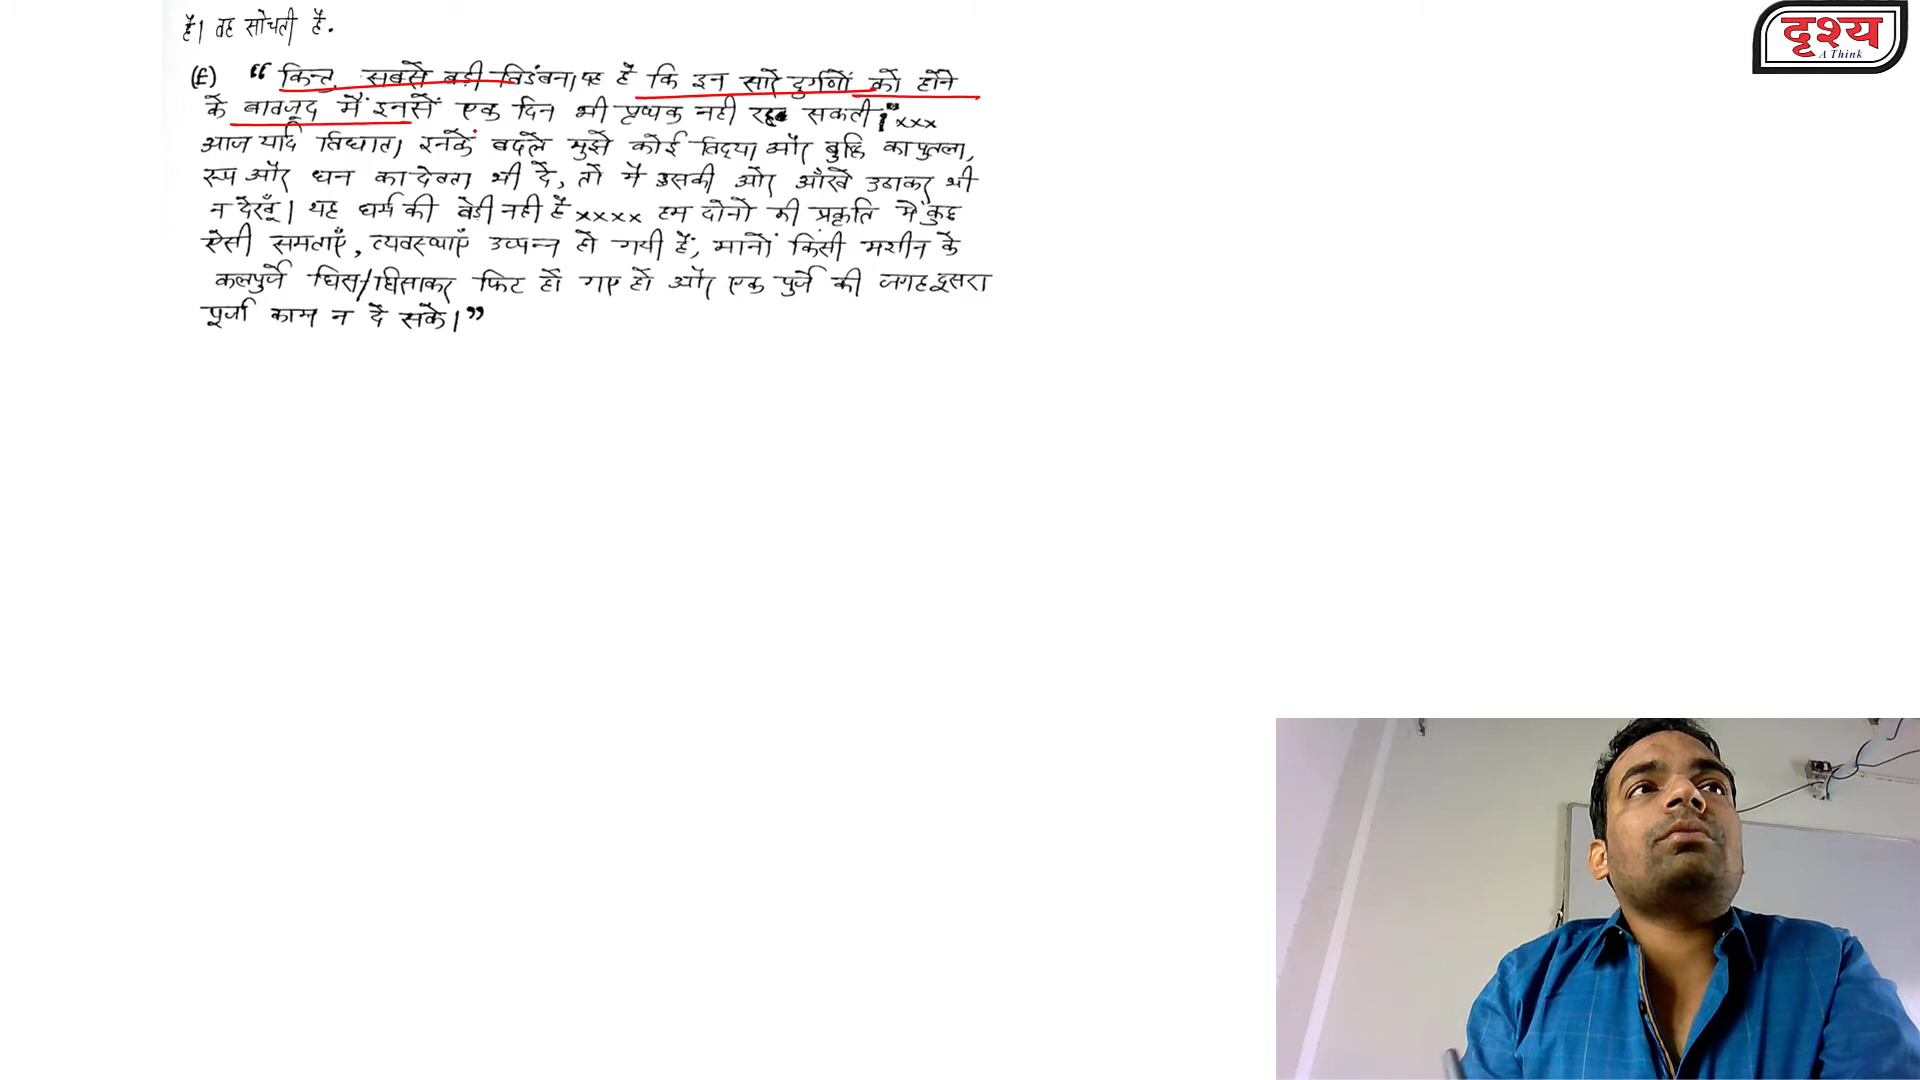 है। वह सोचती है.
दृश्य
A Think
(E) “ किन्तु सबसे बड़ी विडंबना यह है कि इन सारे दुर्गुणों को होने
के बावजूद मैं इनसे एक दिन भी पृथक नही रह सकती।” xxx
आज यदि विधाता इनके बदले मुझे कोई विद्या और बुद्धि का पुतला,
रूप और धन का देवता भी दे, तो मैं उसकी ओर आँखें उठाकर भी
न देखूँ। यह धर्म की बेड़ी नही है xxxx हम दोनो की प्रकृति में कुछ
ऐसी समताएँ, व्यवस्थाएँ उत्पन्न हो गयी हैं, मानों किसी मशीन के
कलपुर्जे घिस/घिसाकर फिट हो गए हों और एक पुर्जे की जगह दूसरा
पूर्जा काम न दे सके।”